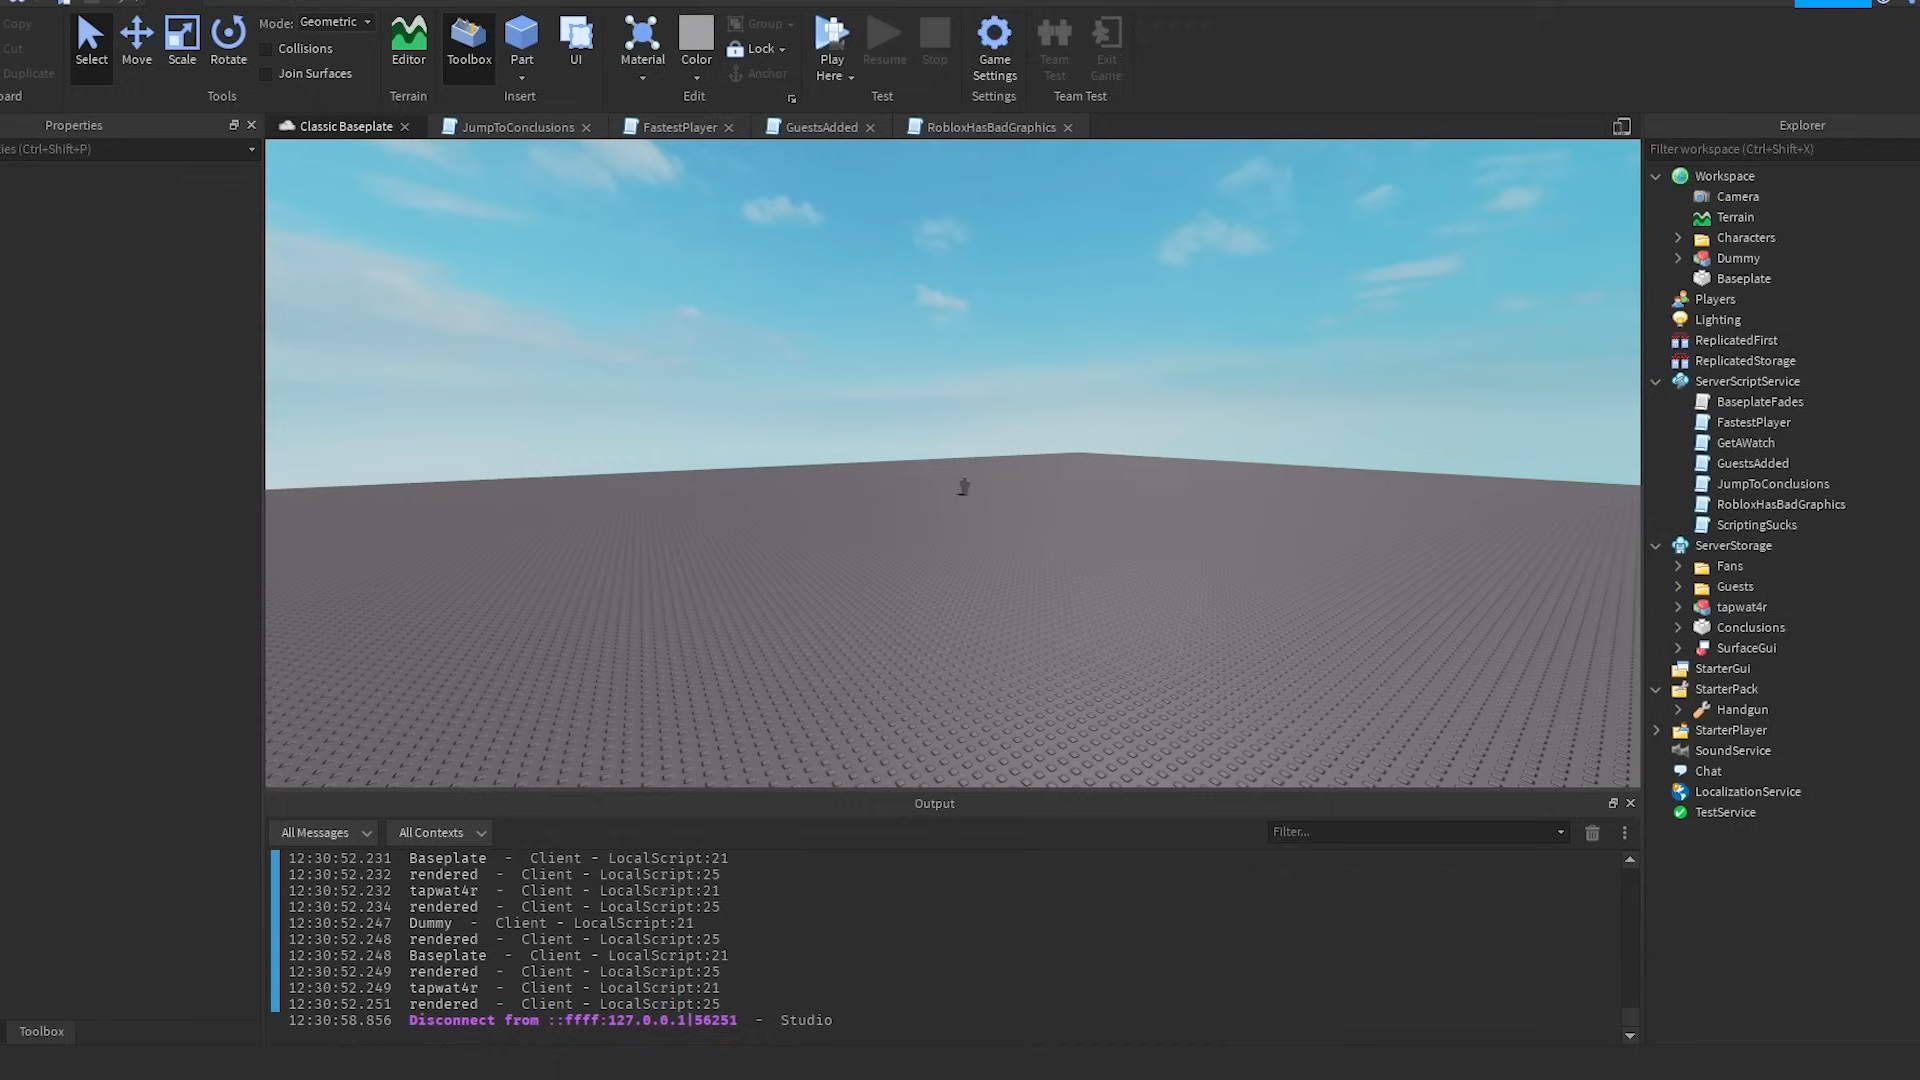 Copy
Cut
Duplicate
oard
Select
Move
Scale
Rotate
Mode: Geometric
Collisions
Join Surfaces
Tools
Editor
Terrain
Toolbox
Part
UI
Insert
Material
Color
Group
Lock
Anchor
Edit
Play Here
Resume
Stop
Test
Game Settings
Settings
Team Test
Exit Game
Team Test
Properties
ies (Ctrl+Shift+P)
Classic Baseplate
JumpToConclusions
FastestPlayer
GuestsAdded
RobloxHasBadGraphics
Explorer
Filter workspace (Ctrl+Shift+X)
Workspace
Camera
Terrain
Characters
Dummy
Baseplate
Players
Lighting
ReplicatedFirst
ReplicatedStorage
ServerScriptService
BaseplateFades
FastestPlayer
GetAWatch
GuestsAdded
JumpToConclusions
RobloxHasBadGraphics
ScriptingSucks
ServerStorage
Fans
Guests
tapwat4r
Conclusions
SurfaceGui
StarterGui
StarterPack
Handgun
StarterPlayer
SoundService
Chat
LocalizationService
TestService
Output
All Messages
All Contexts
Filter...
12:30:52.231 Baseplate - Client - LocalScript:21
12:30:52.232 rendered - Client - LocalScript:25
12:30:52.232 tapwat4r - Client - LocalScript:21
12:30:52.234 rendered - Client - LocalScript:25
12:30:52.247 Dummy - Client - LocalScript:21
12:30:52.248 rendered - Client - LocalScript:25
12:30:52.248 Baseplate - Client - LocalScript:21
12:30:52.249 rendered - Client - LocalScript:25
12:30:52.249 tapwat4r - Client - LocalScript:21
12:30:52.251 rendered - Client - LocalScript:25
12:30:58.856 Disconnect from ::ffff:127.0.0.1|56251 - Studio
Toolbox